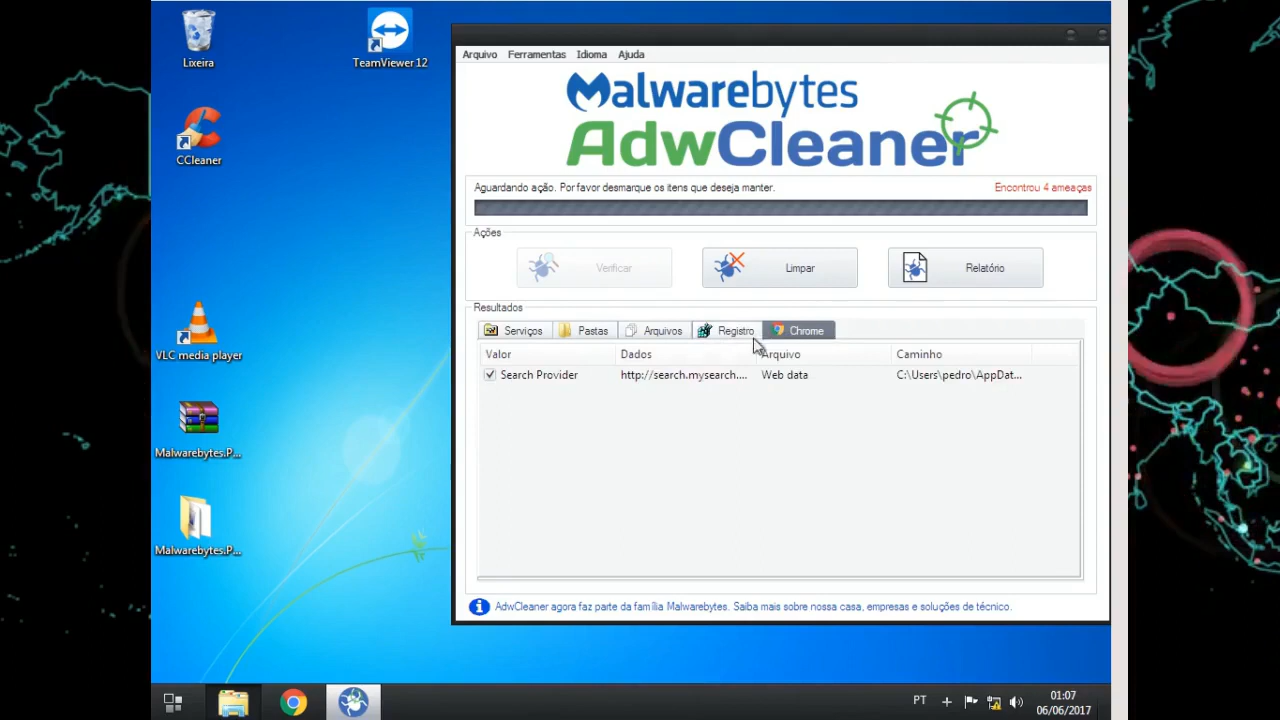 Lixeira
TeamViewer 12
CCleaner
VLC media player
Malwarebytes.P...
Malwarebytes.P...
Arquivo Ferramentas Idioma Ajuda
Malwarebytes
AdwCleaner
Aguardando ação. Por favor desmarque os itens que deseja manter. Encontrou 4 ameaças
Ações
Verificar Limpar Relatório
Resultados
Serviços Pastas Arquivos Registro Chrome
Valor Dados Arquivo Caminho
Search Provider http://search.mysearch.... Web data C:\Users\pedro\AppDat...
AdwCleaner agora faz parte da família Malwarebytes. Saiba mais sobre nossa casa, empresas e soluções de técnico.
PT 01:07
06/06/2017